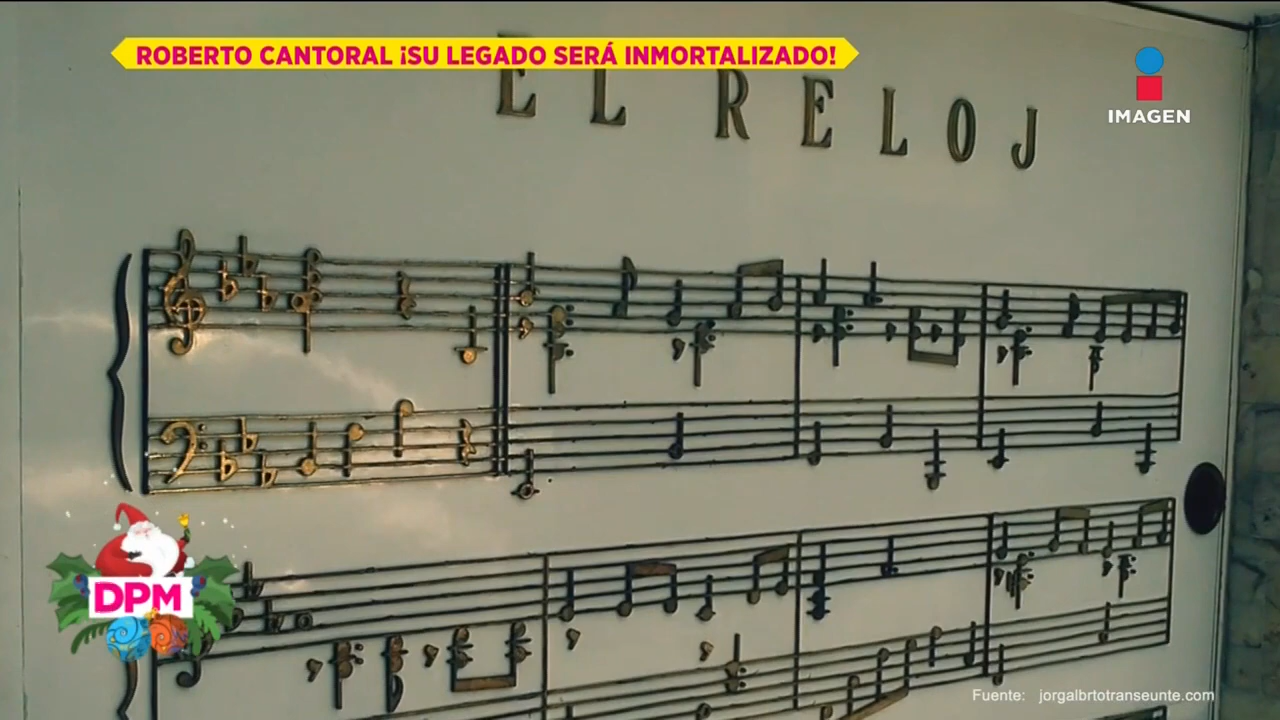 ROBERTO CANTORAL ¡SU LEGADO SERÁ INMORTALIZADO!
IMAGEN
EL RELOJ
DPM
Fuente: jorgalbrtotranseunte.com